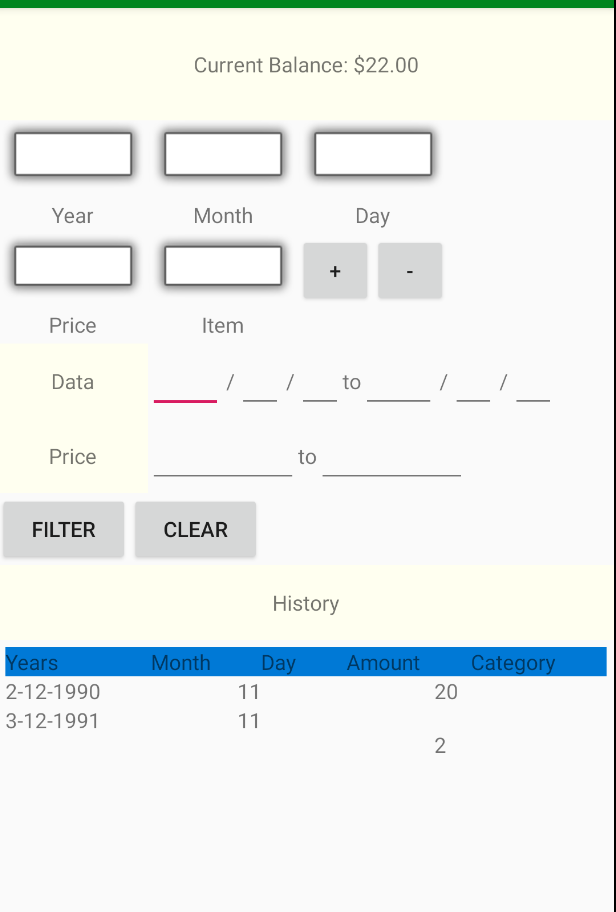 Current Balance: $22.00
Year Month Day
+ -
Price Item
Data / / to / /
Price to
FILTER CLEAR
History
Years Month Day Amount Category
2-12-1990 11 20
3-12-1991 11
2